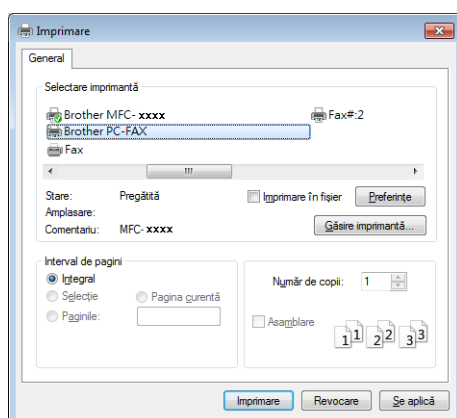 Imprimare
General
Selectare imprimantă
Brother MFC- xxxx
Fax#:2
Brother PC-FAX
Fax
Stare: Pregătită
Imprimare în fișier
Preferințe
Amplasare:
Comentariu: MFC- xxxx
Găsire imprimantă...
Interval de pagini
Integral
Selecție
Pagina curentă
Paginile:
Număr de copii: 1
Asamblare
1 1 2 2 3 3
Imprimare
Revocare
Se aplică